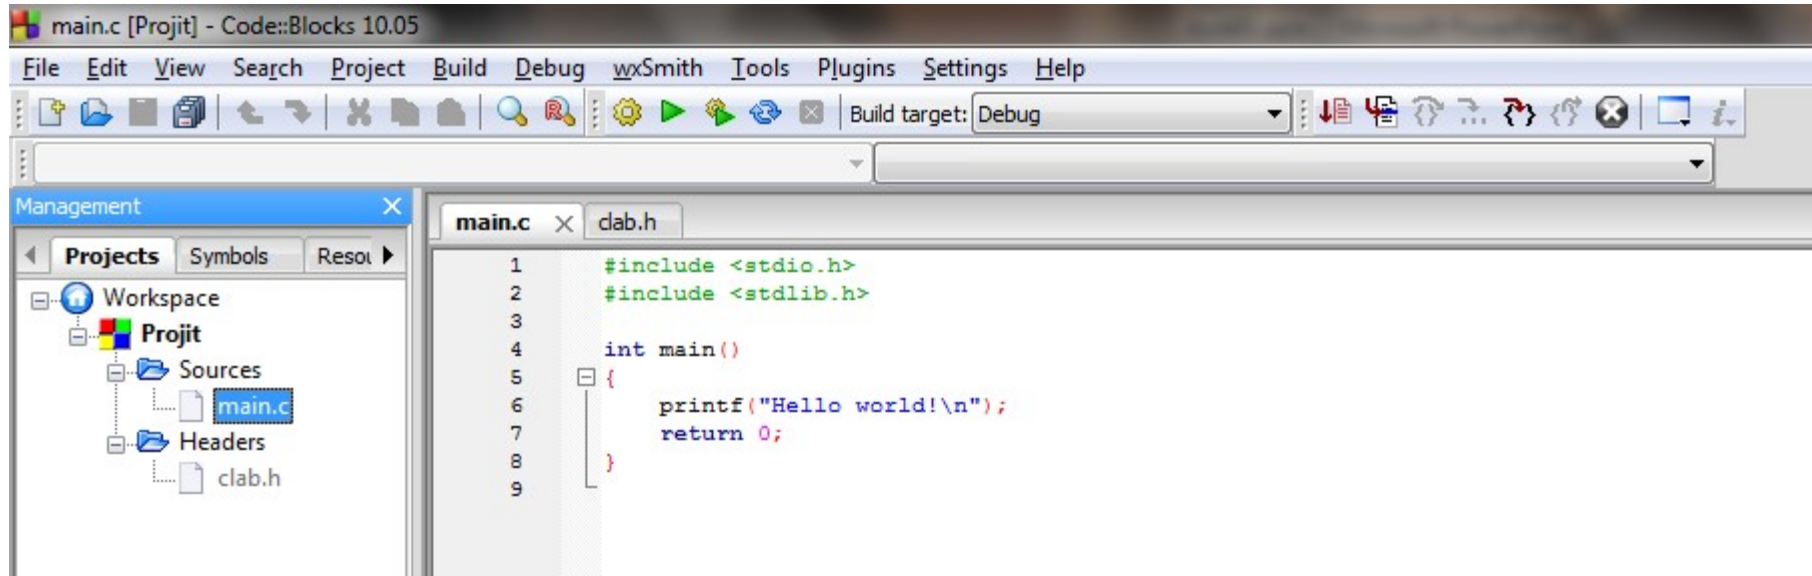 main.c [Projit] - Code::Blocks 10.05
File Edit View Search Project Build Debug wxSmith Tools Plugins Settings Help
Build target: Debug
Management
main.c clab.h
Projects Symbols Resou
1 #include <stdio.h>
2 #include <stdlib.h>
3
4 int main()
5 {
6 printf("Hello world!\n");
7 return 0;
8 }
9
Workspace
Projit
Sources
main.c
Headers
clab.h